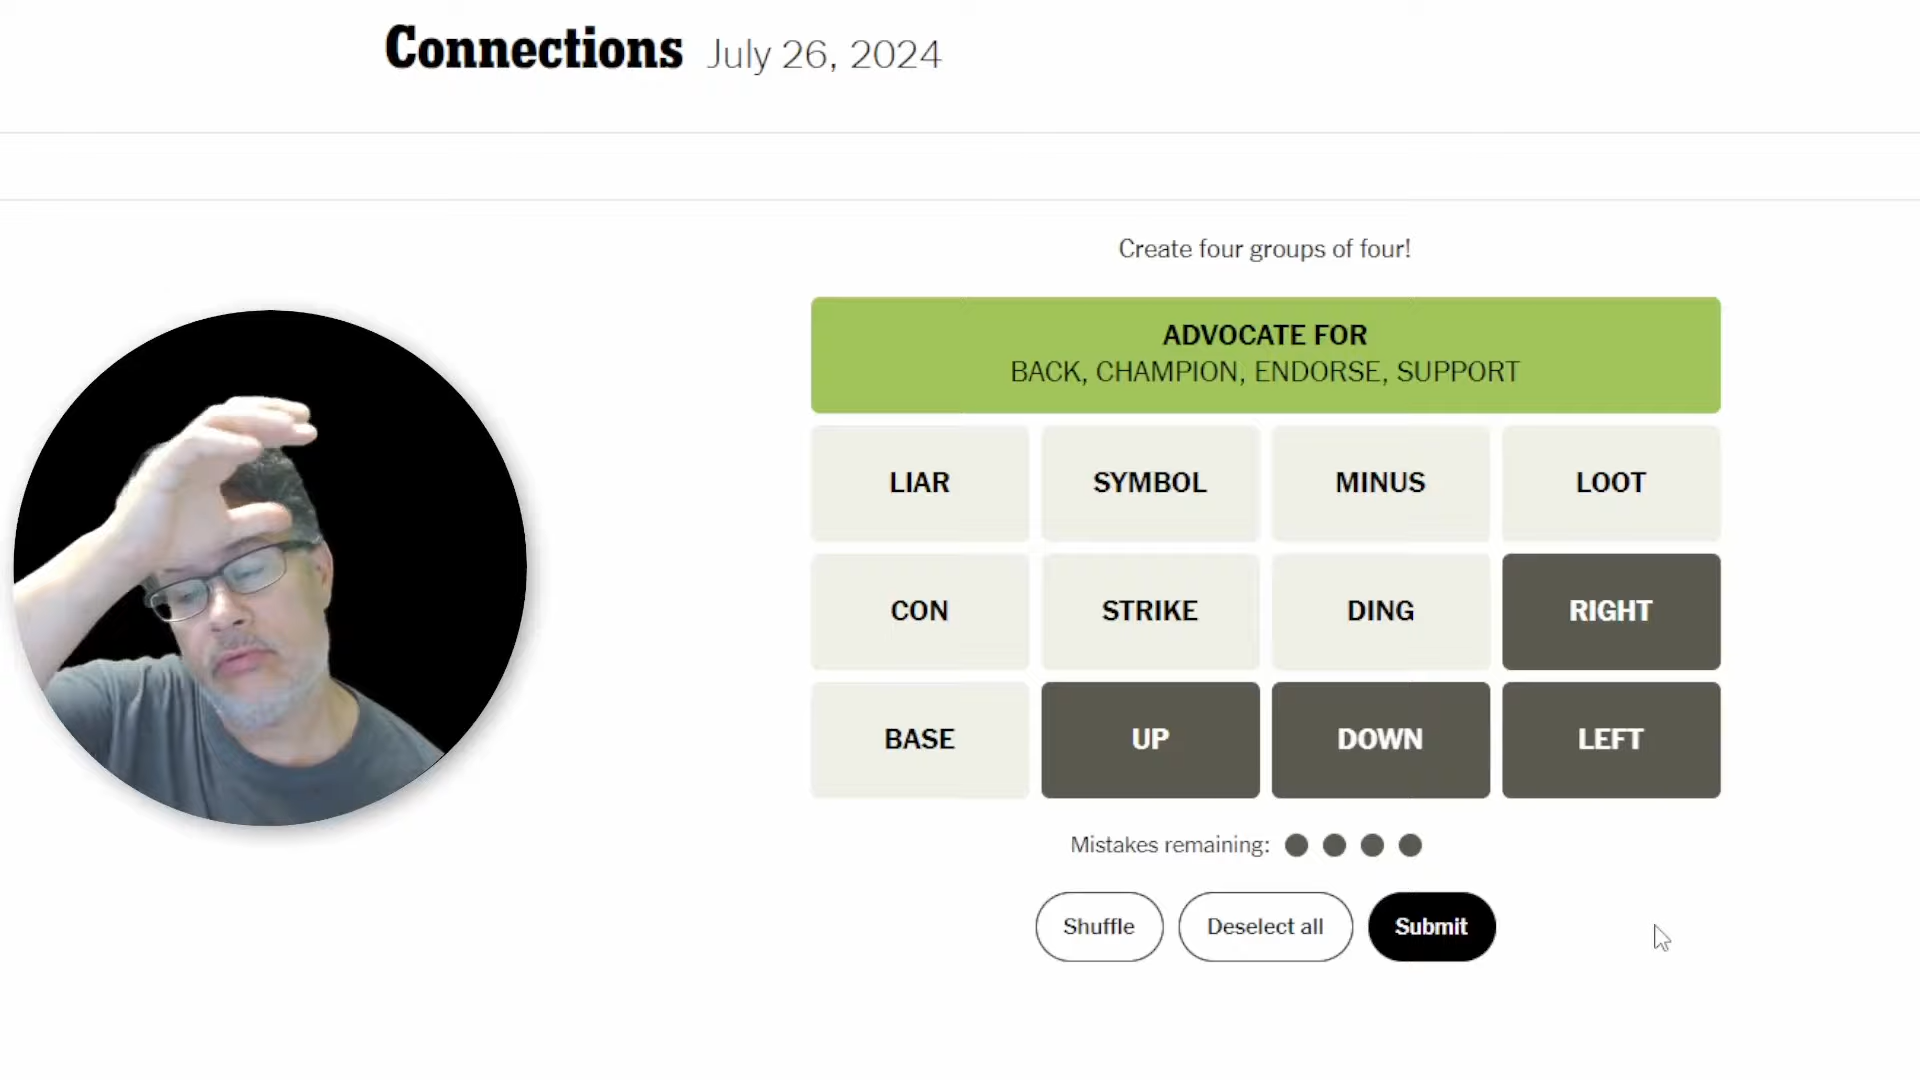 Connections July 26, 2024
Create four groups of four!
ADVOCATE FOR
BACK, CHAMPION, ENDORSE, SUPPORT
LIAR SYMBOL MINUS LOOT
CON STRIKE DING RIGHT
BASE UP DOWN LEFT
Mistakes remaining:
Shuffle Deselect all Submit